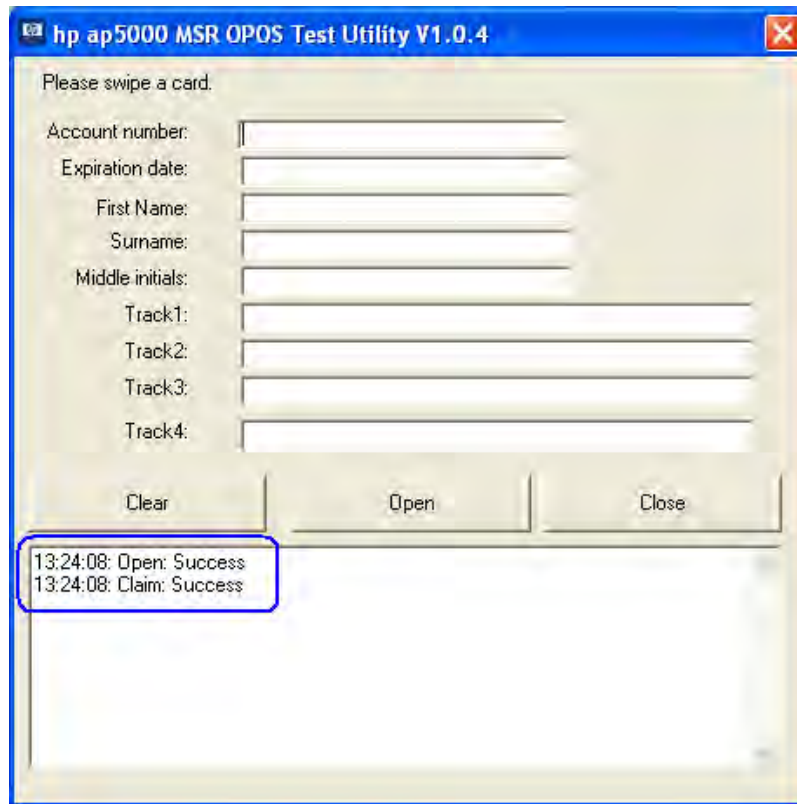 hp ap5000 MSR OPOS Test Utility V1.0.4
Please swipe a card.
Account number:
Expiration date:
First Name:
Surname:
Middle initials:
Track1:
Track2:
Track3:
Track4:
Clear Open Close
13:24:08: Open: Success
13:24:08: Claim: Success